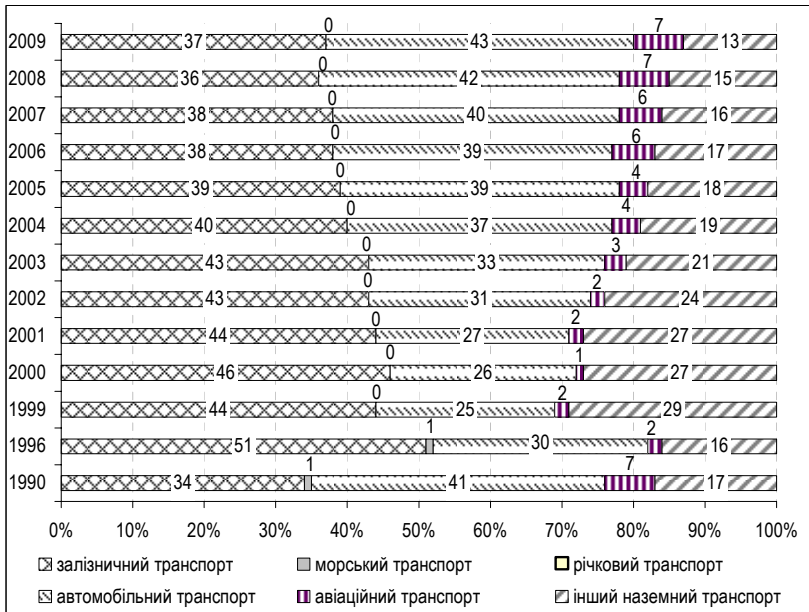 0 7
2009 37 43 13
0 7
2008 36 42 15
0 6
2007 38 40 16
0 6
2006 38 39 17
0 4
2005 39 39 18
0 4
2004 40 37 19
0 3
2003 43 33 21
0 2
2002 43 31 24
0 2
2001 44 27 27
0 1
2000 46 26 27
0 2
1999 44 25 29
1 2
1996 51 30 16
1 7
1990 34 41 17
0% 10% 20% 30% 40% 50% 60% 70% 80% 90% 100%
залізничний транспорт морський транспорт річковий транспорт
автомобільний транспорт авіаційний транспорт інший наземний транспорт